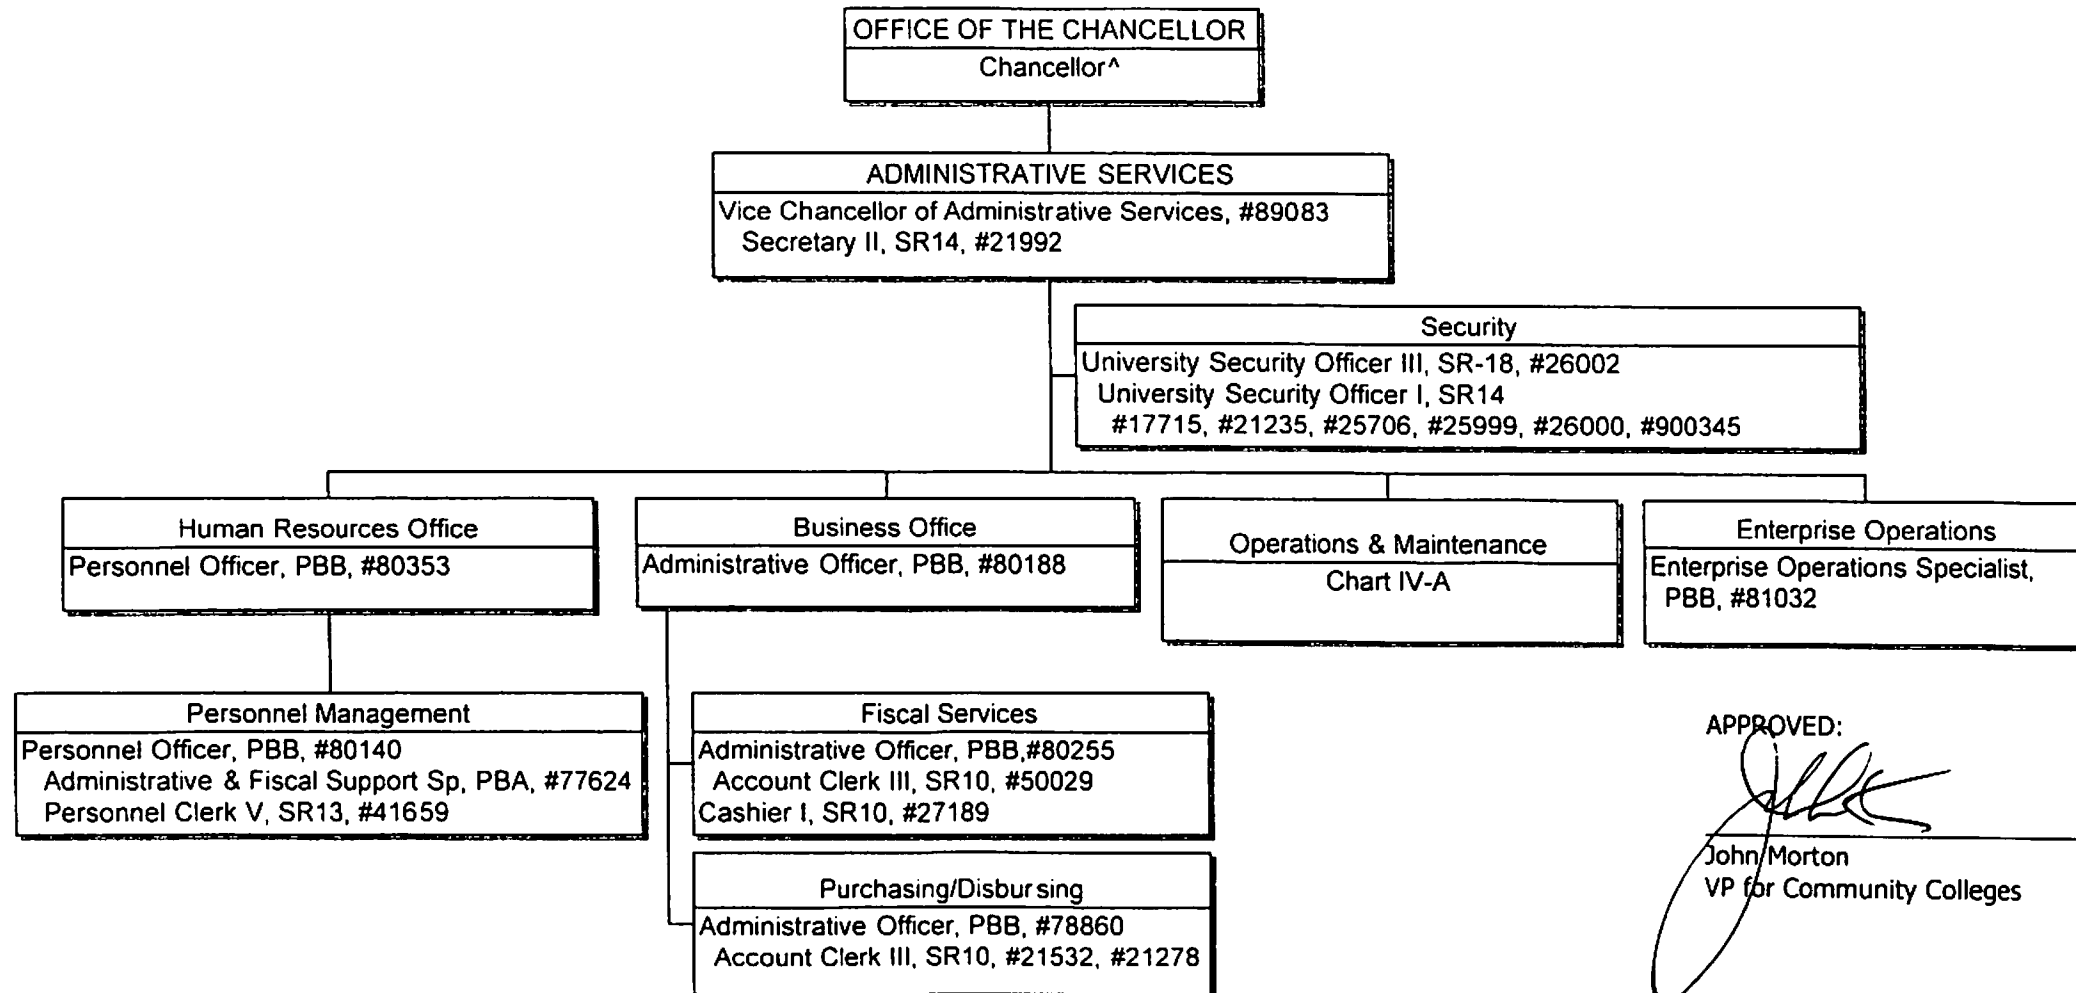 OFFICE OF THE CHANCELLOR
Chancellor^
ADMINISTRATIVE SERVICES
Vice Chancellor of Administrative Services, #89083
Secretary II, SR14, #21992
Security
University Security Officer III, SR-18, #26002
University Security Officer I, SR14
#17715, #21235, #25706, #25999, #26000, #900345
Human Resources Office
Personnel Officer, PBB, #80353
Business Office
Administrative Officer, PBB, #80188
Operations & Maintenance
Chart IV-A
Enterprise Operations
Enterprise Operations Specialist,
PBB, #81032
Personnel Management
Personnel Officer, PBB, #80140
Administrative & Fiscal Support Sp, PBA, #77624
Personnel Clerk V, SR13, #41659
Fiscal Services
Administrative Officer, PBB,#80255
Account Clerk III, SR10, #50029
Cashier I, SR10, #27189
Purchasing/Disbursing
Administrative Officer, PBB, #78860
Account Clerk III, SR10, #21532, #21278
APPROVED:
John Morton
VP for Community Colleges